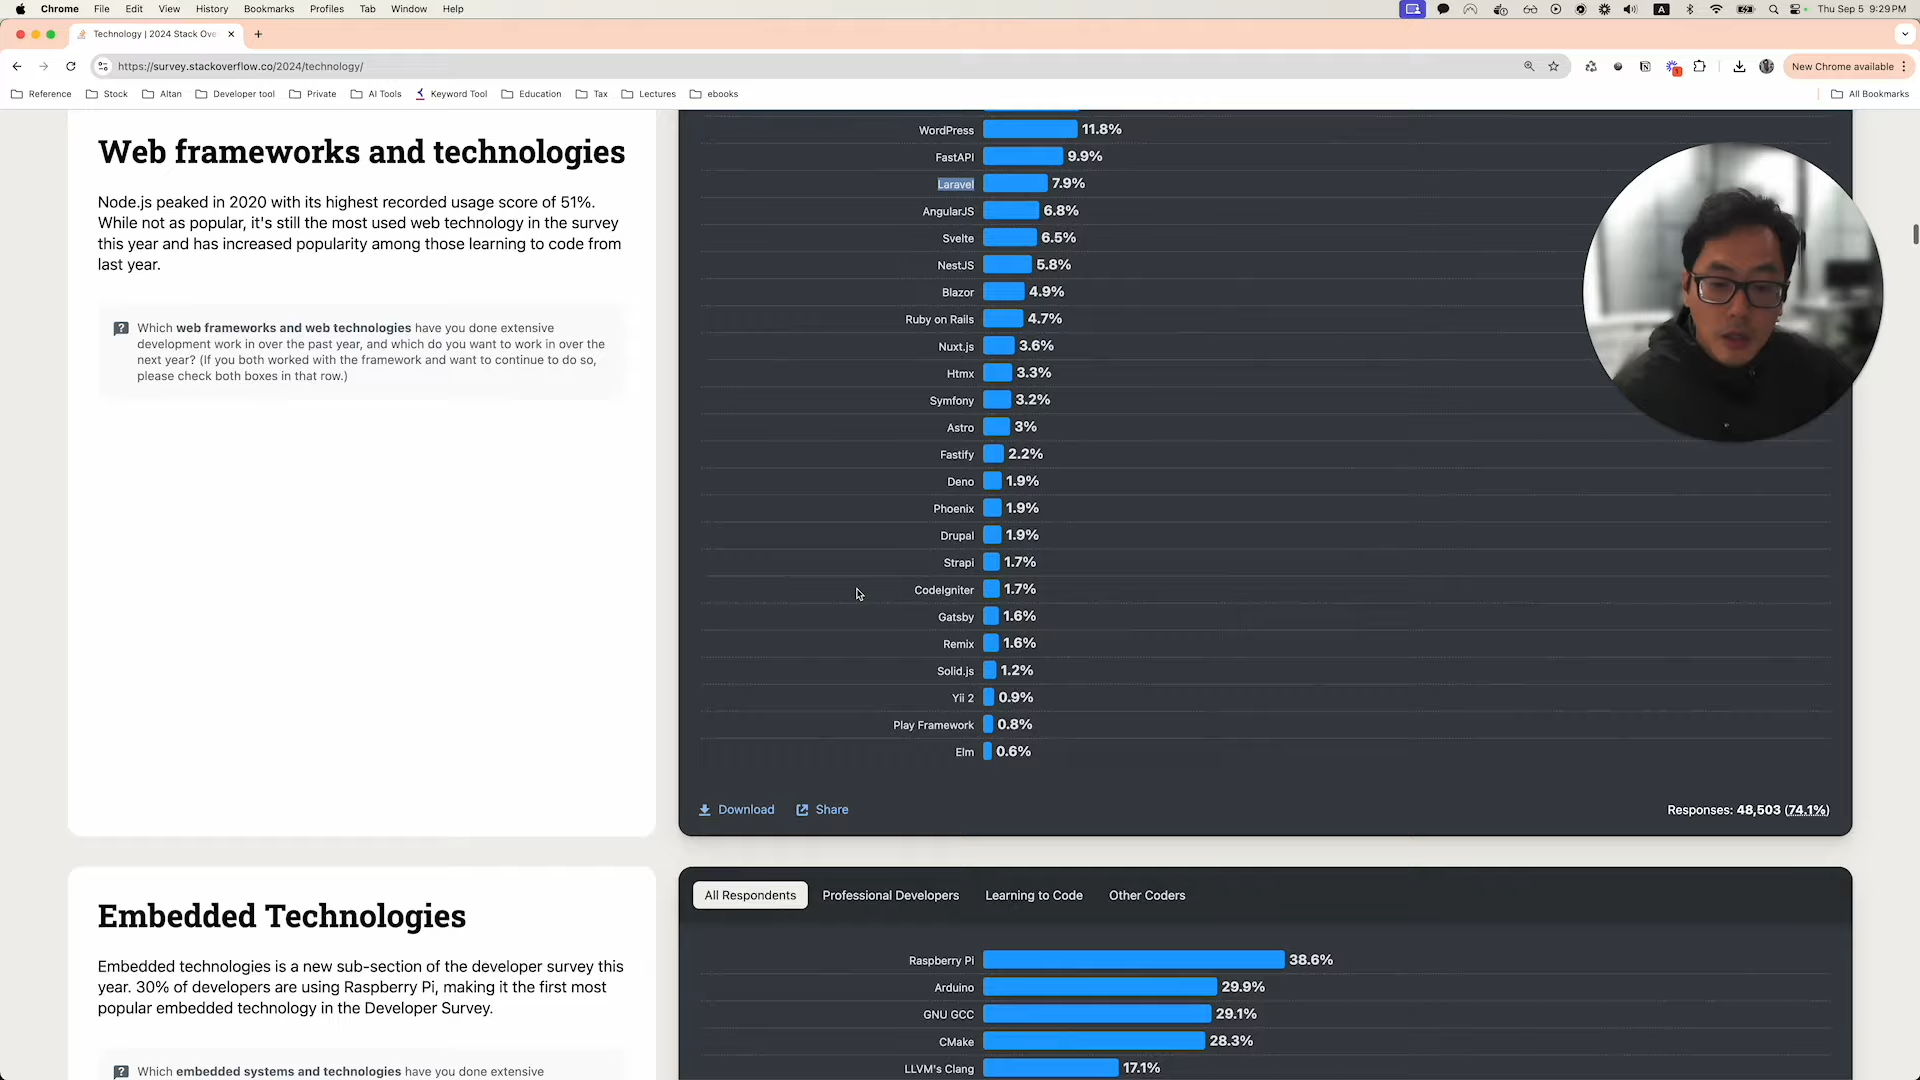 Chrome File Edit View History Bookmarks Profiles Tab Window Help
A
Thu Sep 5 9:29 PM
Technology | 2024 Stack Ove
https://survey.stackoverflow.co/2024/technology/
1
New Chrome available
Reference Stock Altan Developer tool Private AI Tools Keyword Tool Education Tax Lectures ebooks
All Bookmarks
Web frameworks and technologies
Node.js peaked in 2020 with its highest recorded usage score of 51%.
While not as popular, it's still the most used web technology in the survey
this year and has increased popularity among those learning to code from
last year.
Which web frameworks and web technologies have you done extensive
development work in over the past year, and which do you want to work in over the
next year? (If you both worked with the framework and want to continue to do so,
please check both boxes in that row.)
WordPress 11.8%
FastAPI 9.9%
Laravel 7.9%
AngularJS 6.8%
Svelte 6.5%
NestJS 5.8%
Blazor 4.9%
Ruby on Rails 4.7%
Nuxt.js 3.6%
Htmx 3.3%
Symfony 3.2%
Astro 3%
Fastify 2.2%
Deno 1.9%
Phoenix 1.9%
Drupal 1.9%
Strapi 1.7%
CodeIgniter 1.7%
Gatsby 1.6%
Remix 1.6%
Solid.js 1.2%
Yii 2 0.9%
Play Framework 0.8%
Elm 0.6%
Download Share
Responses: 48,503 (74.1%)
Embedded Technologies
Embedded technologies is a new sub-section of the developer survey this
year. 30% of developers are using Raspberry Pi, making it the first most
popular embedded technology in the Developer Survey.
Which embedded systems and technologies have you done extensive
All Respondents Professional Developers Learning to Code Other Coders
Raspberry Pi 38.6%
Arduino 29.9%
GNU GCC 29.1%
CMake 28.3%
LLVM's Clang 17.1%